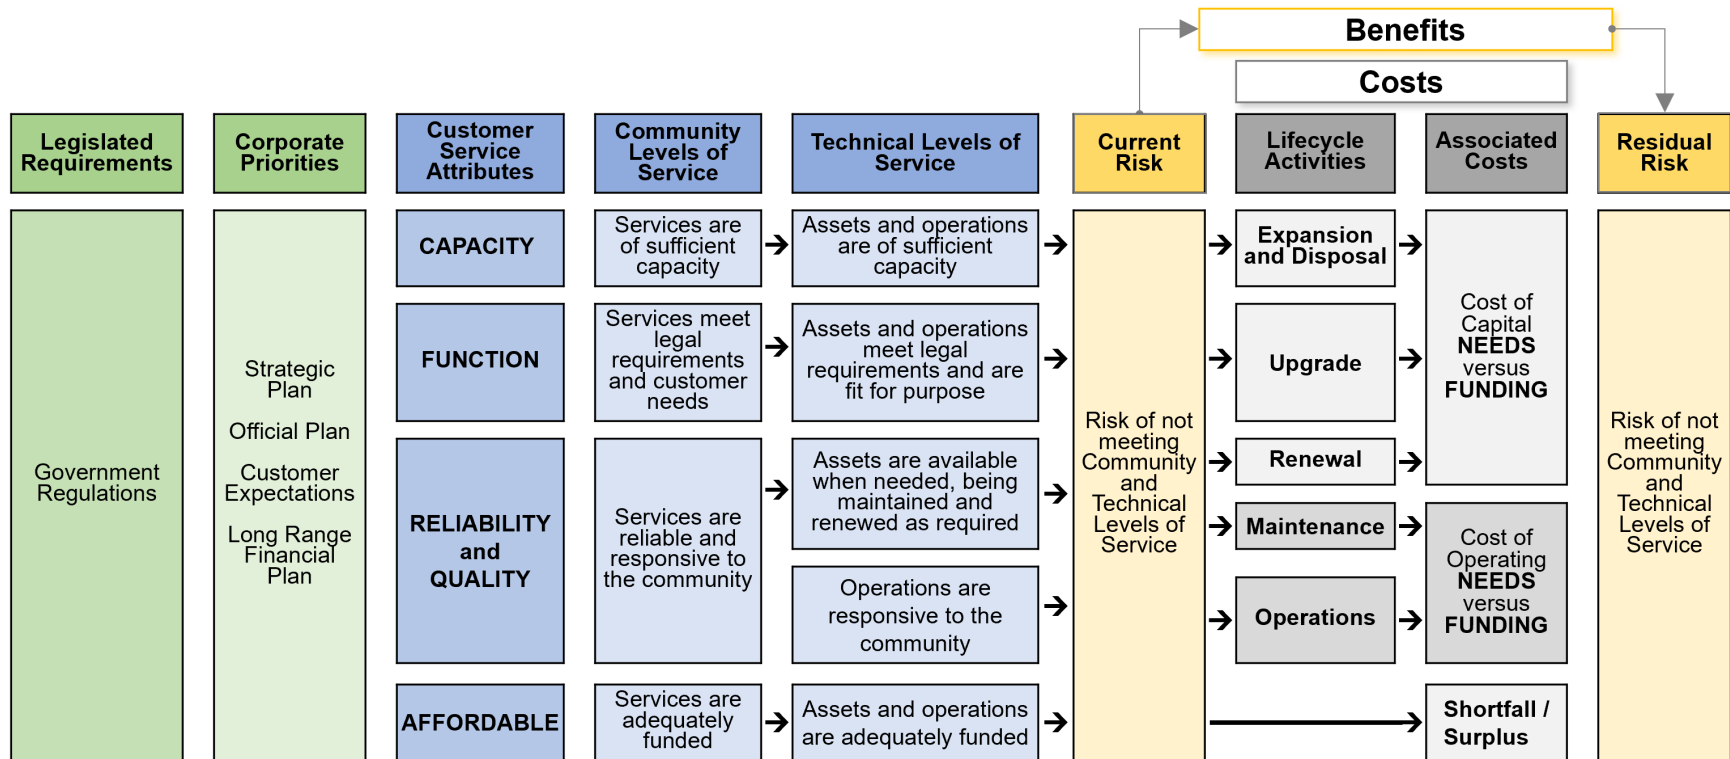 Benefits
Costs
Legislated
Requirements
Corporate
Priorities
Customer
Service
Attributes
Community
Levels of
Service
Technical Levels of
Service
Current
Risk
Lifecycle
Activities
Associated
Costs
Residual
Risk
Government
Regulations
Strategic
Plan
Official Plan
Customer
Expectations
Long Range
Financial
Plan
CAPACITY
Services are
of sufficient
capacity
Assets and operations
are of sufficient
capacity
FUNCTION
Services meet
legal
requirements
and customer
needs
Assets and operations
meet legal
requirements and are
fit for purpose
RELIABILITY
and
QUALITY
Services are
reliable and
responsive to
the community
Assets are available
when needed, being
maintained and
renewed as required
Operations are
responsive to the
community
AFFORDABLE
Services are
adequately
funded
Assets and operations
are adequately funded
Risk of not
meeting
Community
and
Technical
Levels of
Service
Expansion
and Disposal
Upgrade
Renewal
Maintenance
Operations
Cost of
Capital
NEEDS
versus
FUNDING
Cost of
Operating
NEEDS
versus
FUNDING
Shortfall /
Surplus
Risk of not
meeting
Community
and
Technical
Levels of
Service